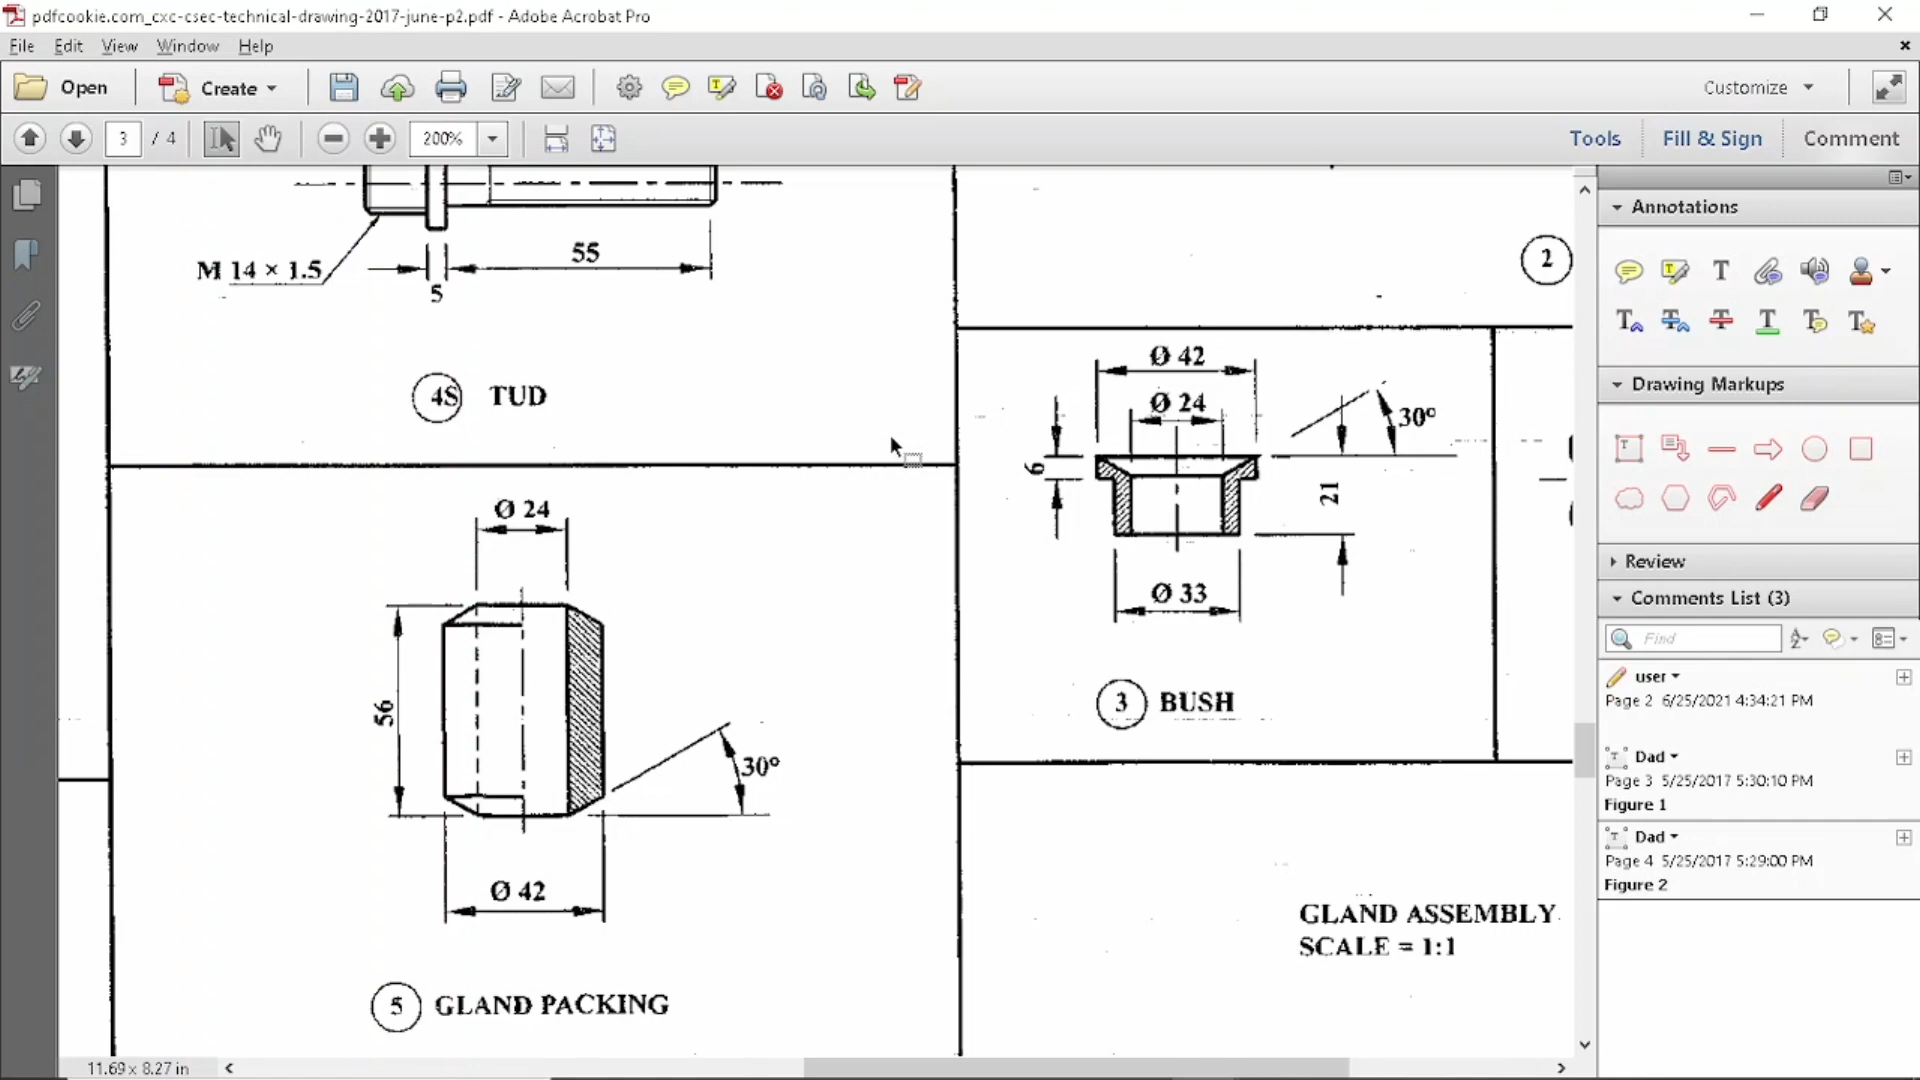 pdfcookie.com_cxc-csec-technical-drawing-2017-june-p2.pdf - Adobe Acrobat Pro
File Edit View Window Help
Open Create Customize
3 / 4 200% Tools Fill & Sign Comment
M 14 × 1.5
55
5
4S TUD
2
Ø 42
Ø 24
30°
6
21
Ø 33
3 BUSH
Ø 24
56
30°
Ø 42
5 GLAND PACKING
GLAND ASSEMBLY
SCALE = 1:1
11.69 x 8.27 in
Annotations
Drawing Markups
Review
Comments List (3)
Find
user
Page 2 6/25/2021 4:34:21 PM
Dad
Page 3 5/25/2017 5:30:10 PM
Figure 1
Dad
Page 4 5/25/2017 5:29:00 PM
Figure 2